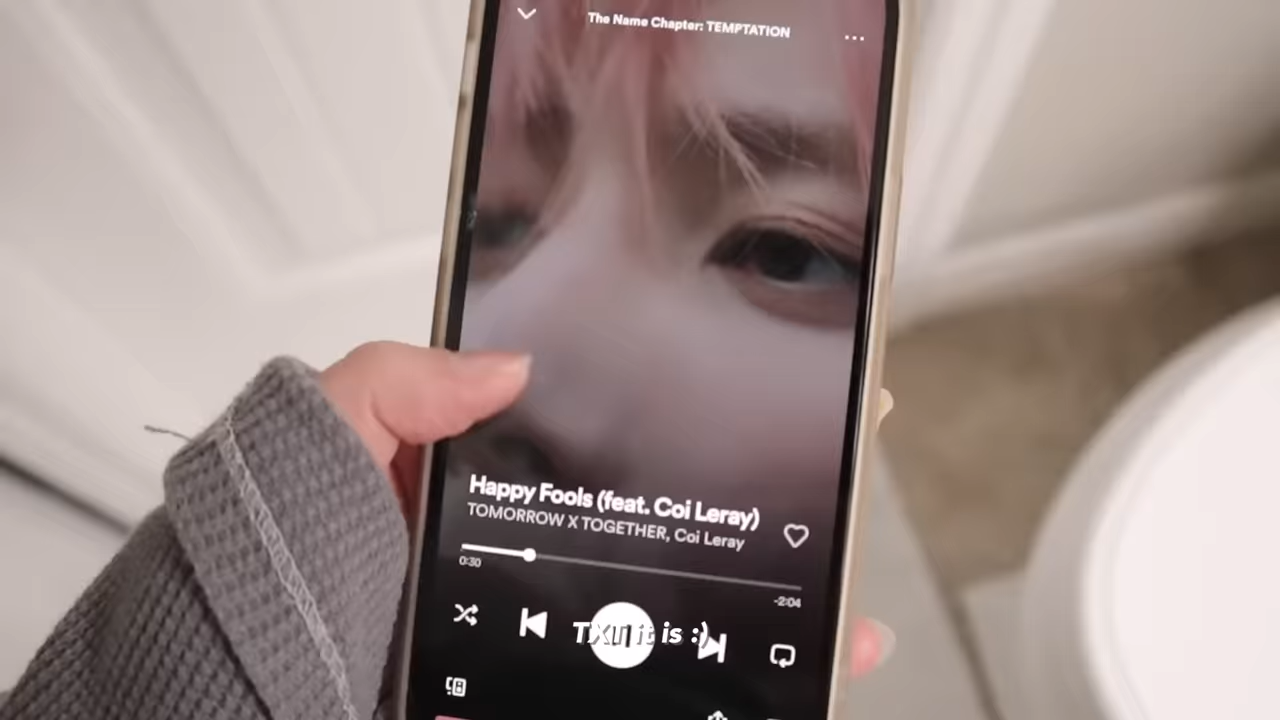 The Name Chapter: TEMPTATION
Happy Fools (feat. Coi Leray)
TOMORROW X TOGETHER, Coi Leray
0:30
-2:04
TXT it is :)